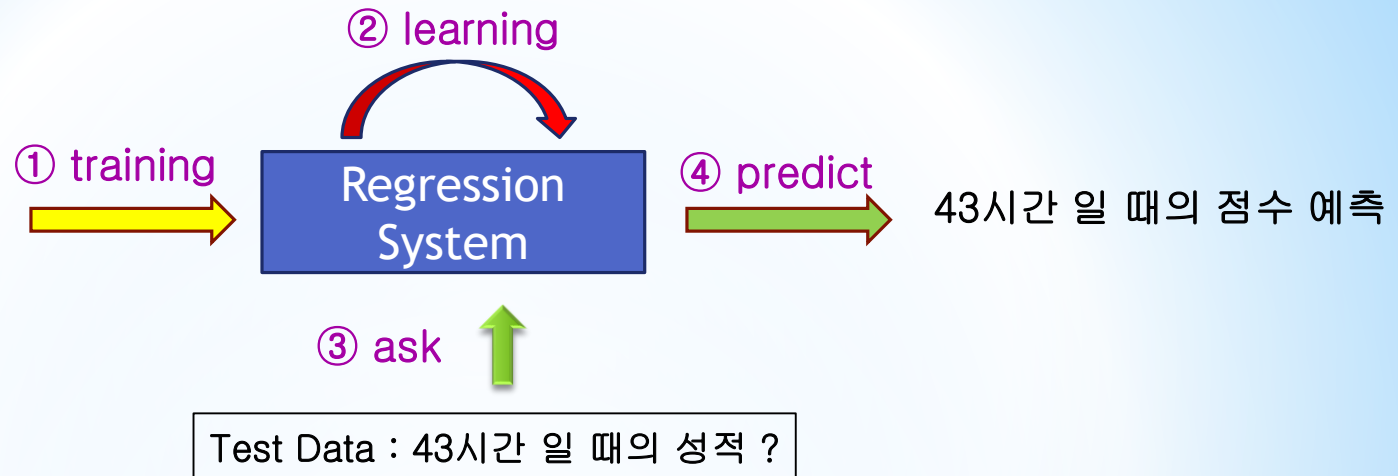 ② learning
① training
Regression
System
④ predict
43시간 일 때의 점수 예측
③ ask
Test Data : 43시간 일 때의 성적 ?